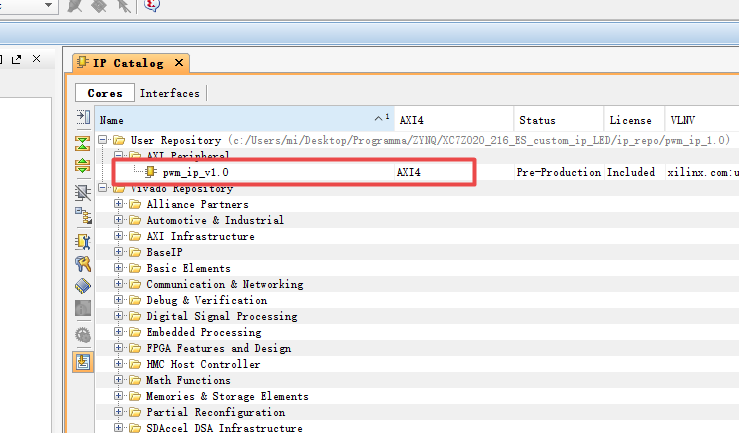 IP Catalog
Cores Interfaces
Name 1 AXI4 Status License VLNV
User Repository (c:/Users/mi/Desktop/Programma/ZYNQ/XC7Z020_216_ES_custom_ip_LED/ip_repo/pwm_ip_1.0)
AXI Peripheral
pwm_ip_v1.0 AXI4 Pre-Production Included xilinx.com:u
Vivado Repository
Alliance Partners
Automotive & Industrial
AXI Infrastructure
BaseIP
Basic Elements
Communication & Networking
Debug & Verification
Digital Signal Processing
Embedded Processing
FPGA Features and Design
HMC Host Controller
Math Functions
Memories & Storage Elements
Partial Reconfiguration
SDAccel DSA Infrastructure